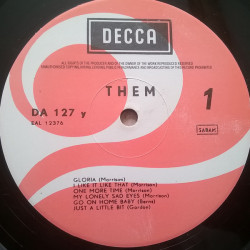 DECCA
THEM
DA 127 y
EAL 12376
1
SABAM
GLORIA (Morrison)
I LIKE IT LIKE THAT (Morrison)
ONE MORE TIME (Morrison)
MY LONELY SAD EYES (Morrison)
GO ON HOME BABY (Berns)
JUST A LITTLE BIT (Gordon)